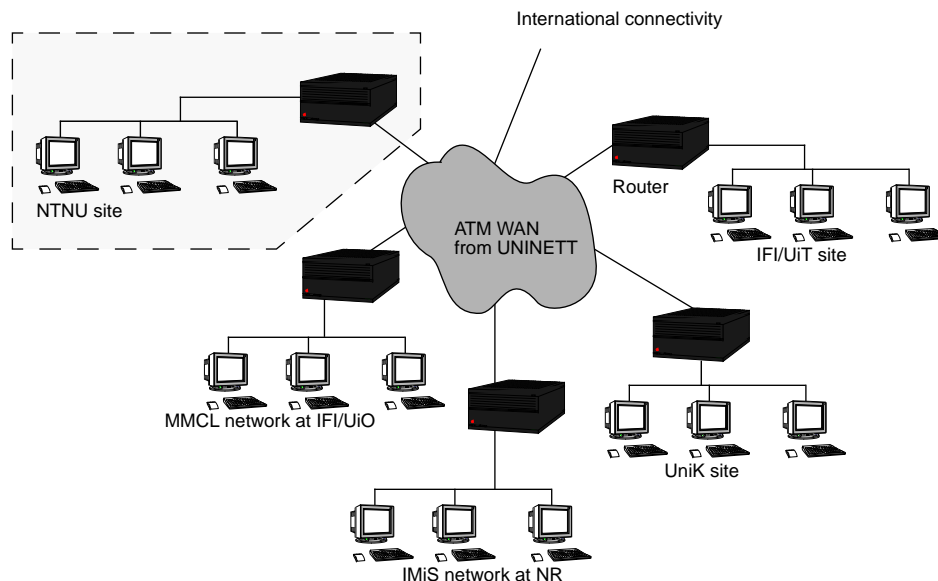 International connectivity
NTNU site
Router
ATM WAN
from UNINETT
IFI/UiT site
MMCL network at IFI/UiO
UniK site
IMiS network at NR